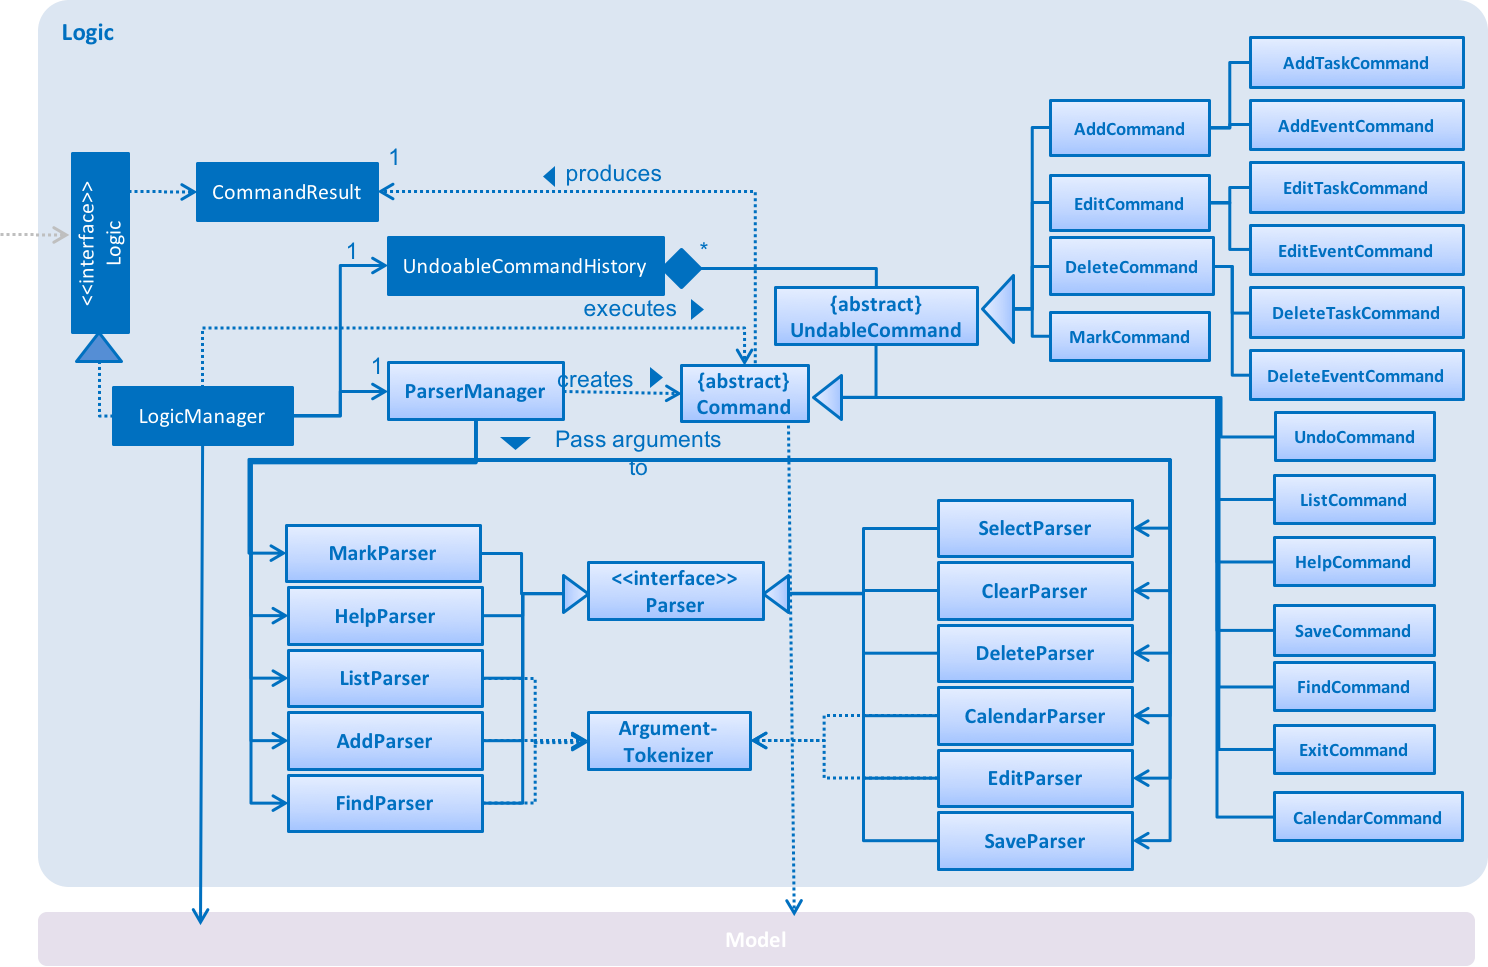 Logic
AddTaskCommand
AddCommand
AddEventCommand
<<interface>>
Logic
CommandResult
1
produces
EditCommand
EditTaskCommand
EditEventCommand
1
UndoableCommandHistory
*
DeleteCommand
executes
{abstract}
UndableCommand
MarkCommand
DeleteTaskCommand
DeleteEventCommand
1
ParserManager
creates
{abstract}
Command
LogicManager
Pass arguments
to
UndoCommand
ListCommand
HelpCommand
SaveCommand
FindCommand
ExitCommand
CalendarCommand
MarkParser
HelpParser
ListParser
AddParser
FindParser
<<interface>>
Parser
Argument-
Tokenizer
SelectParser
ClearParser
DeleteParser
CalendarParser
EditParser
SaveParser
Model